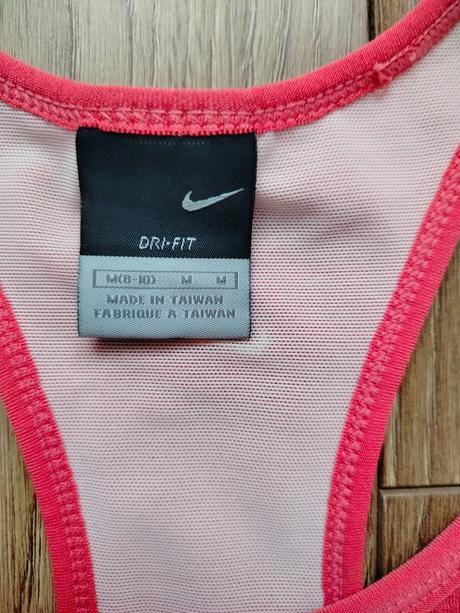 DRI-FIT
M(8-10) M M
MADE IN TAIWAN
FABRIQUE A TAIWAN